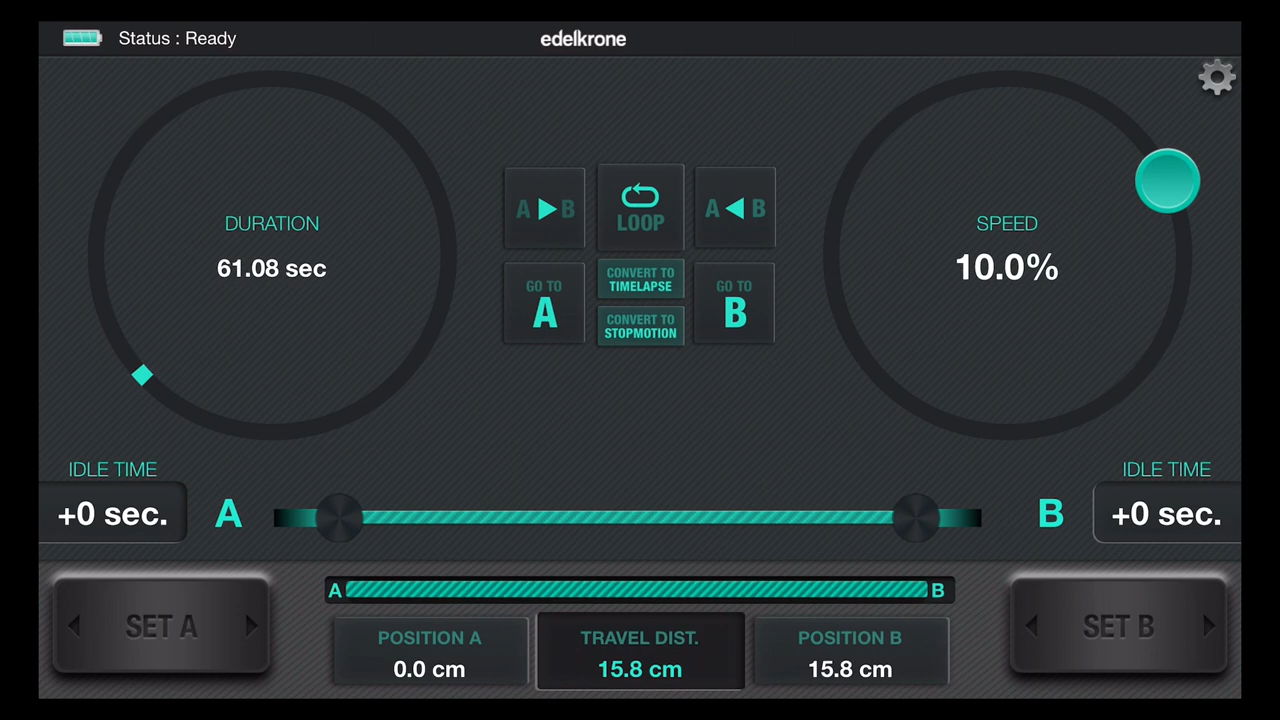 Status : Ready
edelkrone
DURATION
61.08 sec
A B
LOOP
A B
SPEED
10.0%
GO TO
A
CONVERT TO
TIMELAPSE
CONVERT TO
STOPMOTION
GO TO
B
IDLE TIME
+0 sec.
A
B
IDLE TIME
+0 sec.
SET A
A
B
SET B
POSITION A
0.0 cm
TRAVEL DIST.
15.8 cm
POSITION B
15.8 cm